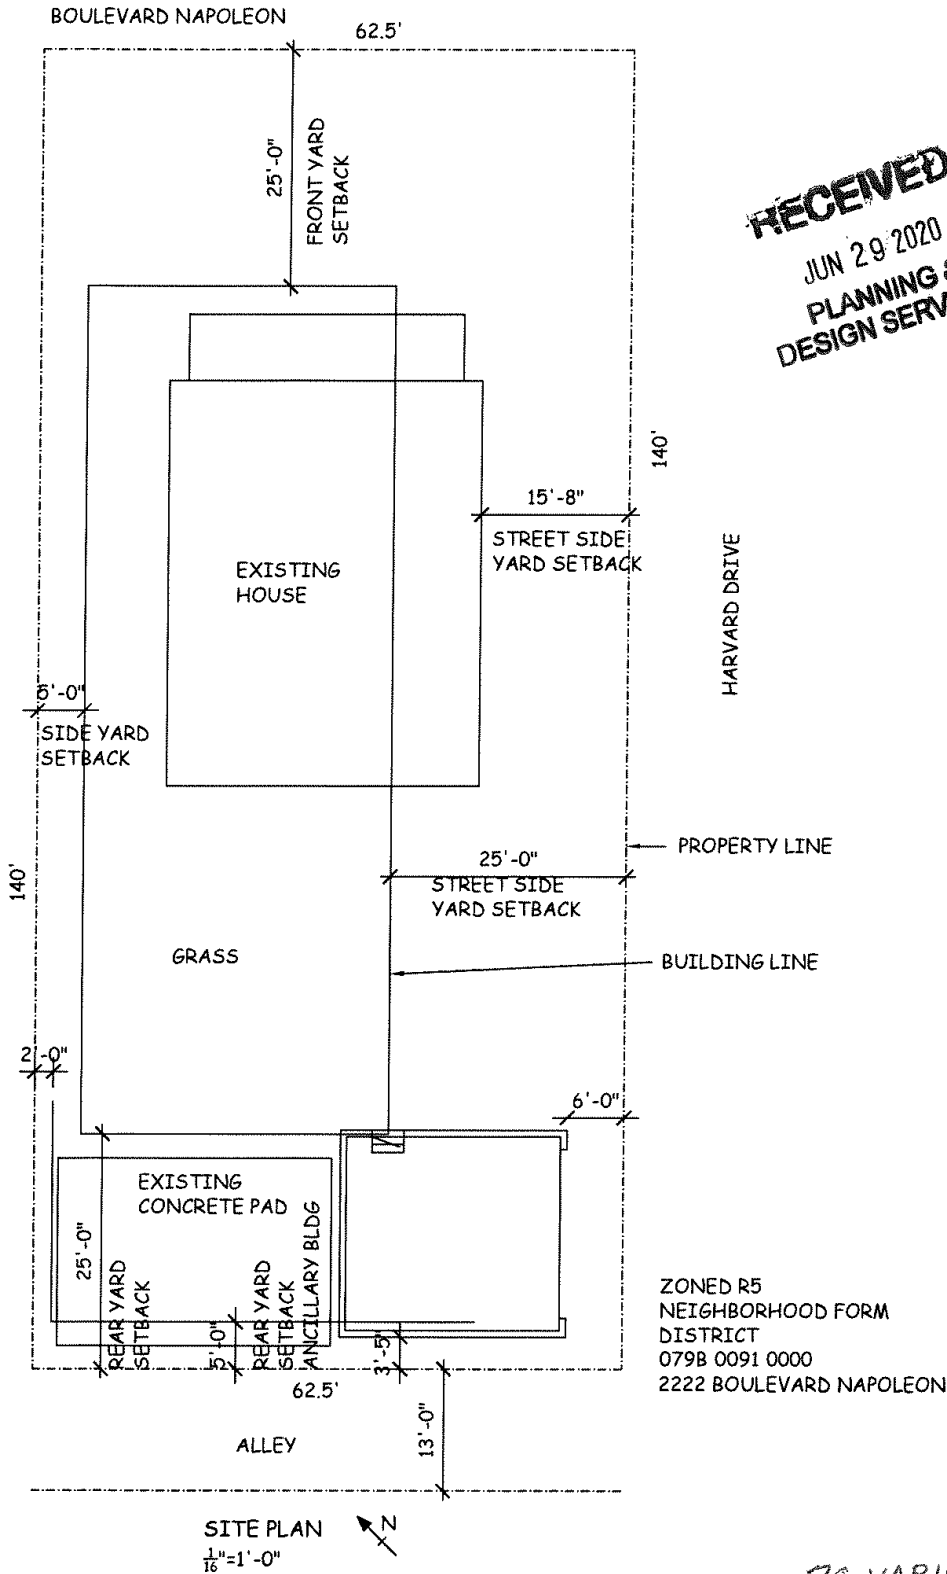 BOULEVARD NAPOLEON
62.5'
25'-0"
FRONT YARD
SETBACK
RECEIVED
JUN 29 2020
PLANNING &
DESIGN SERV
140'
15'-8"
STREET SIDE
YARD SETBACK
EXISTING
HOUSE
HARVARD DRIVE
5'-0"
SIDE YARD
SETBACK
PROPERTY LINE
25'-0"
STREET SIDE
YARD SETBACK
140'
GRASS
BUILDING LINE
2'-0"
6'-0"
EXISTING
CONCRETE PAD
25'-0"
REAR YARD
SETBACK
5'-0"
REAR YARD
SETBACK
ANCILLARY BLDG
3'-5"
ZONED R5
NEIGHBORHOOD FORM
DISTRICT
079B 0091 0000
2222 BOULEVARD NAPOLEON
62.5'
ALLEY
13'-0"
SITE PLAN
N
1/16"=1'-0"